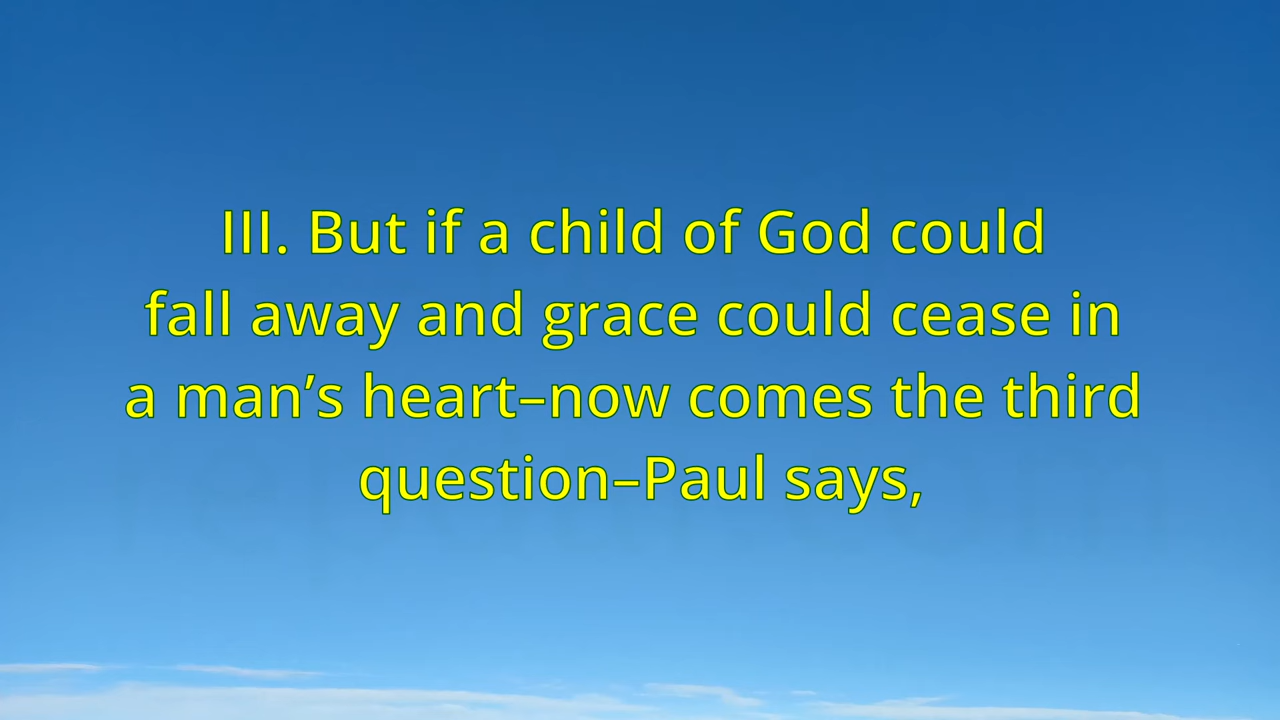 III. But if a child of God could
fall away and grace could cease in
a man’s heart–now comes the third
question–Paul says,